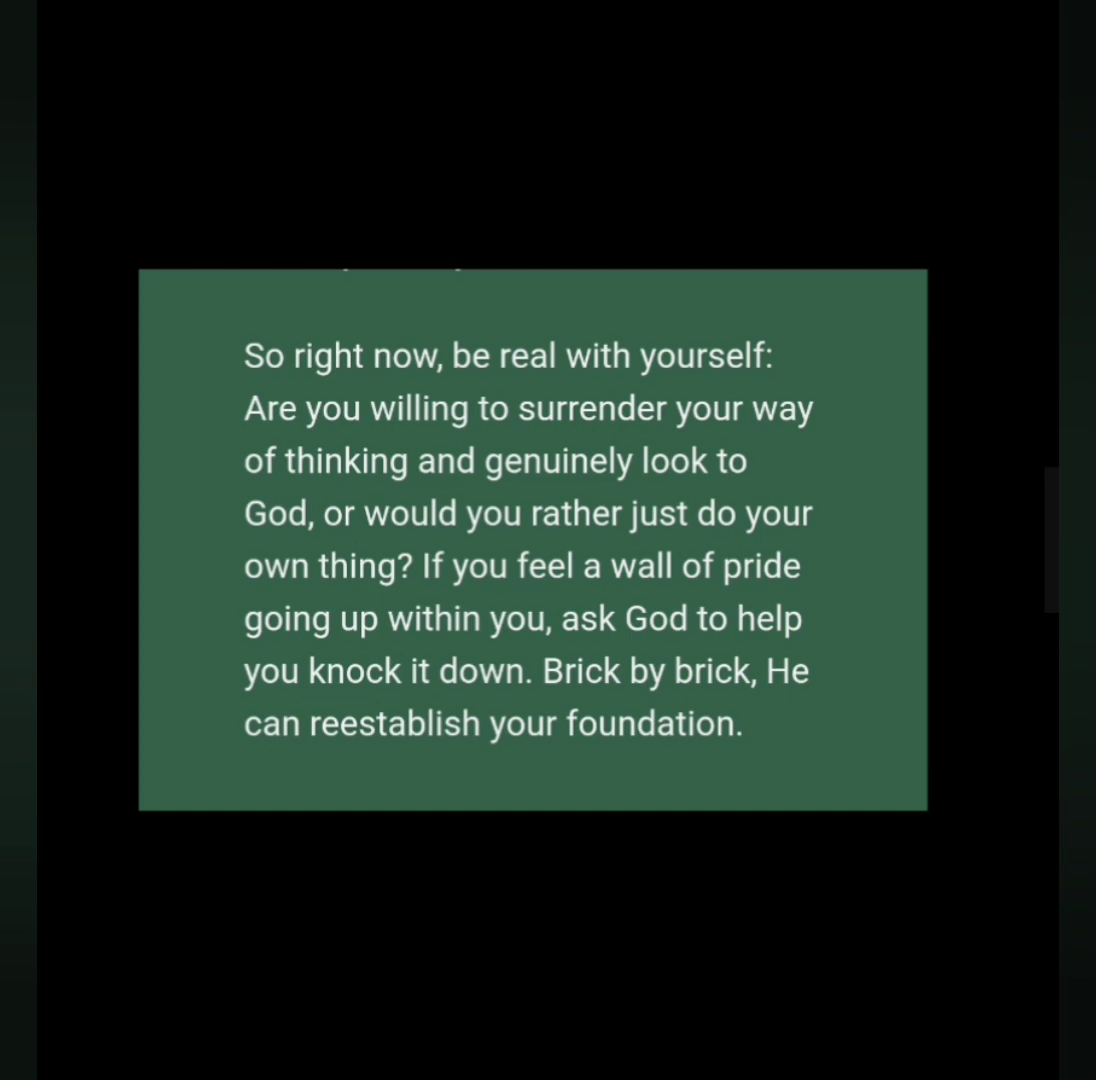 So right now, be real with yourself:
Are you willing to surrender your way
of thinking and genuinely look to
God, or would you rather just do your
own thing? If you feel a wall of pride
going up within you, ask God to help
you knock it down. Brick by brick, He
can reestablish your foundation.